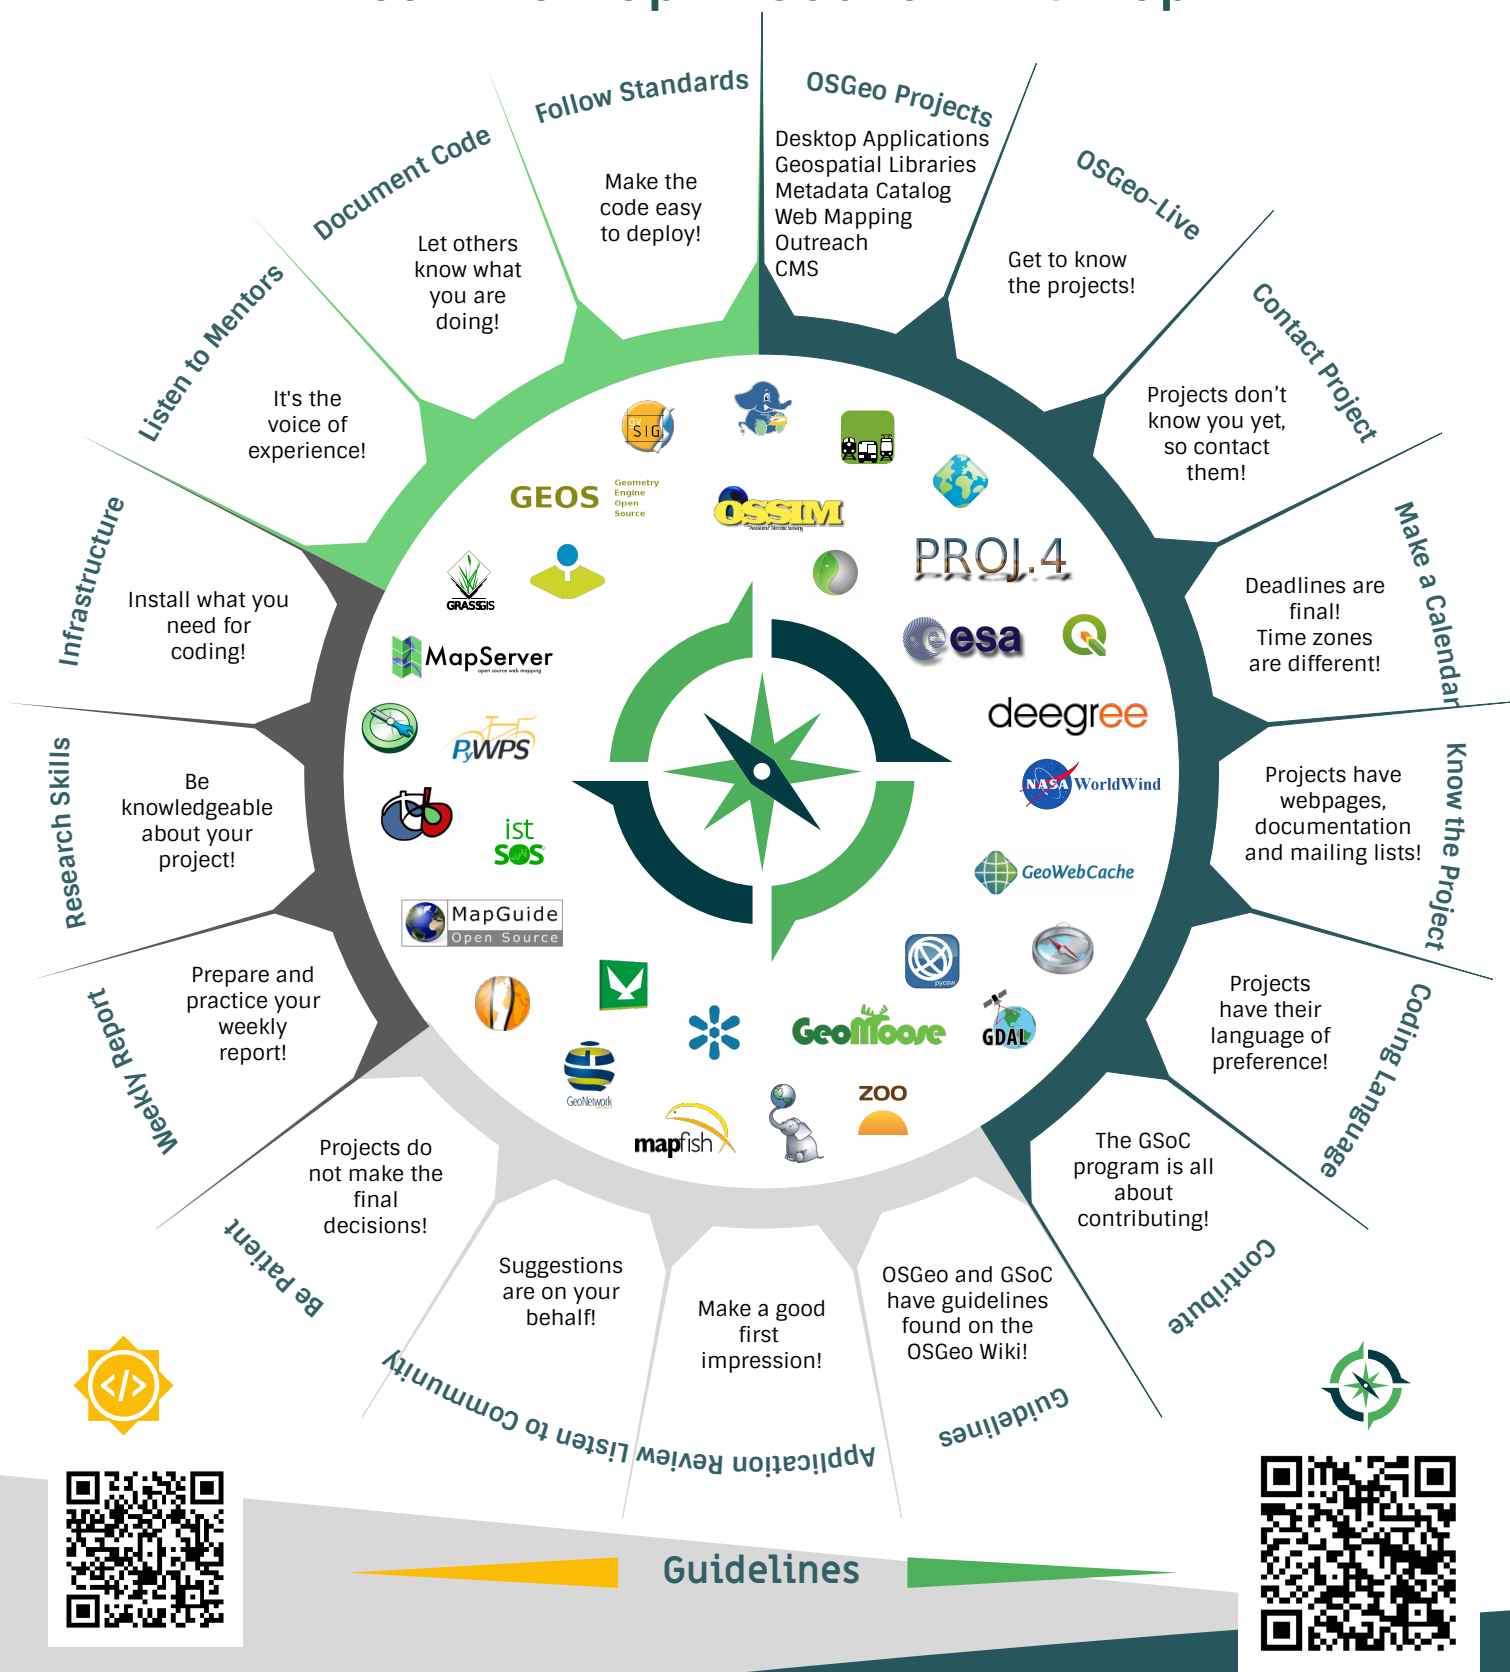 Follow Standards
Make the
code easy
to deploy!
OSGeo Projects
Desktop Applications
Geospatial Libraries
Metadata Catalog
Web Mapping
Outreach
CMS
OSGeo-Live
Get to know
the projects!
Contact Project
Projects don’t
know you yet,
so contact
them!
Make a Calendar
Deadlines are
final!
Time zones
are different!
Know the Project
Projects have
webpages,
documentation
and mailing lists!
Coding Language
Projects
have their
language of
preference!
Contribute
The GSoC
program is all
about
contributing!
Guidelines
OSGeo and GSoC
have guidelines
found on the
OSGeo Wiki!
Application Review
Make a good
first
impression!
Listen to Community
Suggestions
are on your
behalf!
Be Patient
Projects do
not make the
final
decisions!
Weekly Report
Prepare and
practice your
weekly
report!
Research Skills
Be
knowledgeable
about your
project!
Infrastructure
Install what you
need for
coding!
Listen to Mentors
It's the
voice of
experience!
Document Code
Let others
know what
you are
doing!
gv
SIG
GEOS
Geometry
Engine
Open
Source
OSSIM
PROJ.4
GRASS GIS
MapServer
open source web mapping
esa
deegree
PyWPS
NASA WorldWind
ist
SOS
GeoWebCache
MapGuide
Open Source
pycsw
GeoMoose
GDAL
GeoNetwork
mapfish
ZOO
</>
Guidelines